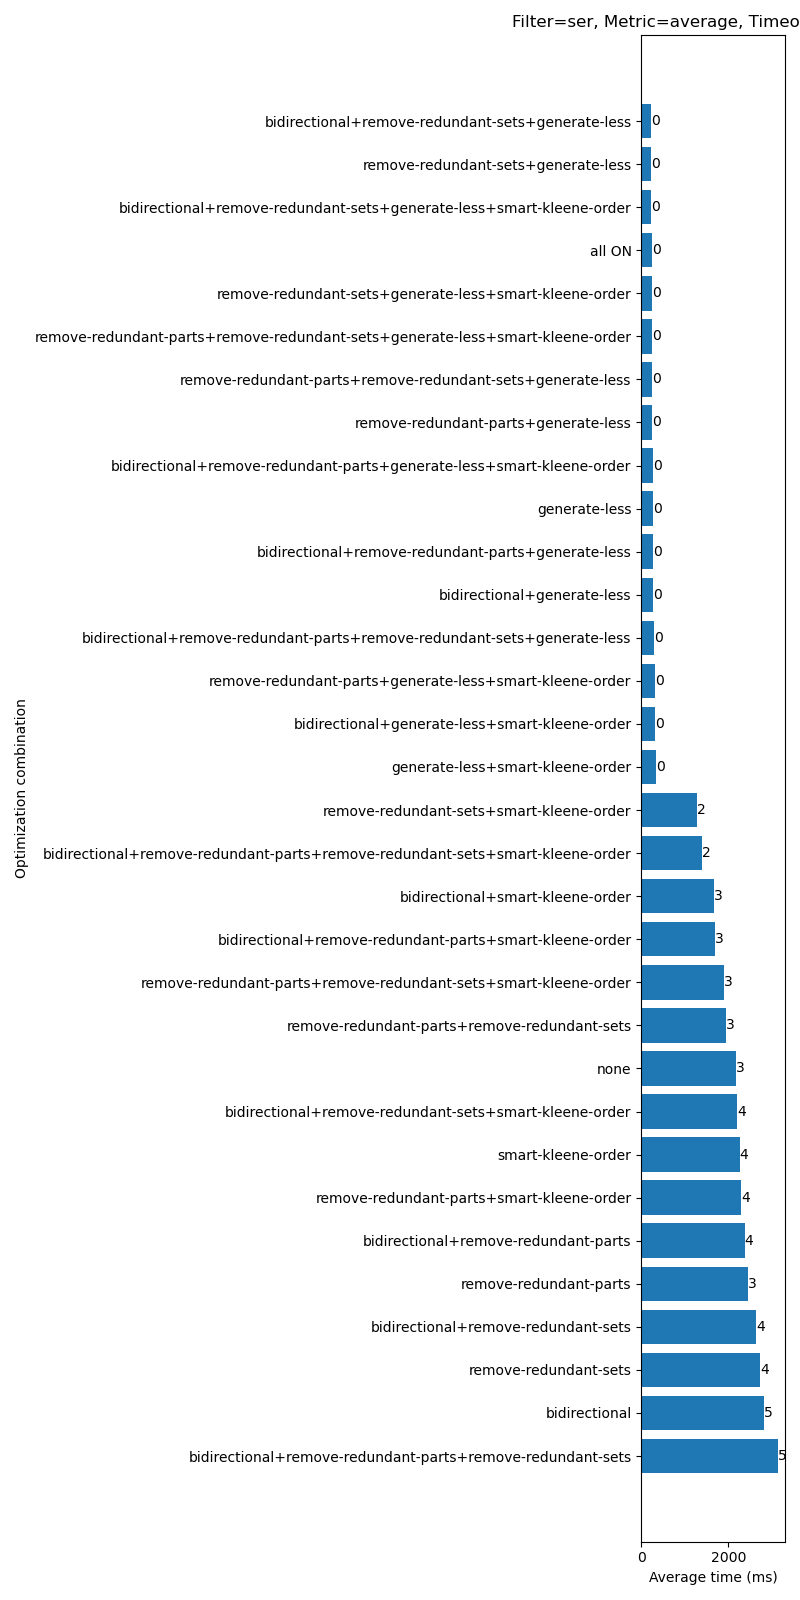 Filter=ser, Metric=average, Timeo
bidirectional+remove-redundant-sets+generate-less 0
remove-redundant-sets+generate-less 0
bidirectional+remove-redundant-sets+generate-less+smart-kleene-order 0
all ON 0
remove-redundant-sets+generate-less+smart-kleene-order 0
remove-redundant-parts+remove-redundant-sets+generate-less+smart-kleene-order 0
remove-redundant-parts+remove-redundant-sets+generate-less 0
remove-redundant-parts+generate-less 0
bidirectional+remove-redundant-parts+generate-less+smart-kleene-order 0
generate-less 0
bidirectional+remove-redundant-parts+generate-less 0
bidirectional+generate-less 0
bidirectional+remove-redundant-parts+remove-redundant-sets+generate-less 0
remove-redundant-parts+generate-less+smart-kleene-order 0
bidirectional+generate-less+smart-kleene-order 0
generate-less+smart-kleene-order 0
remove-redundant-sets+smart-kleene-order 2
bidirectional+remove-redundant-parts+remove-redundant-sets+smart-kleene-order 2
bidirectional+smart-kleene-order 3
bidirectional+remove-redundant-parts+smart-kleene-order 3
remove-redundant-parts+remove-redundant-sets+smart-kleene-order 3
remove-redundant-parts+remove-redundant-sets 3
none 3
bidirectional+remove-redundant-sets+smart-kleene-order 4
smart-kleene-order 4
remove-redundant-parts+smart-kleene-order 4
bidirectional+remove-redundant-parts 4
remove-redundant-parts 3
bidirectional+remove-redundant-sets 4
remove-redundant-sets 4
bidirectional 5
bidirectional+remove-redundant-parts+remove-redundant-sets 5
Optimization combination
0 2000
Average time (ms)